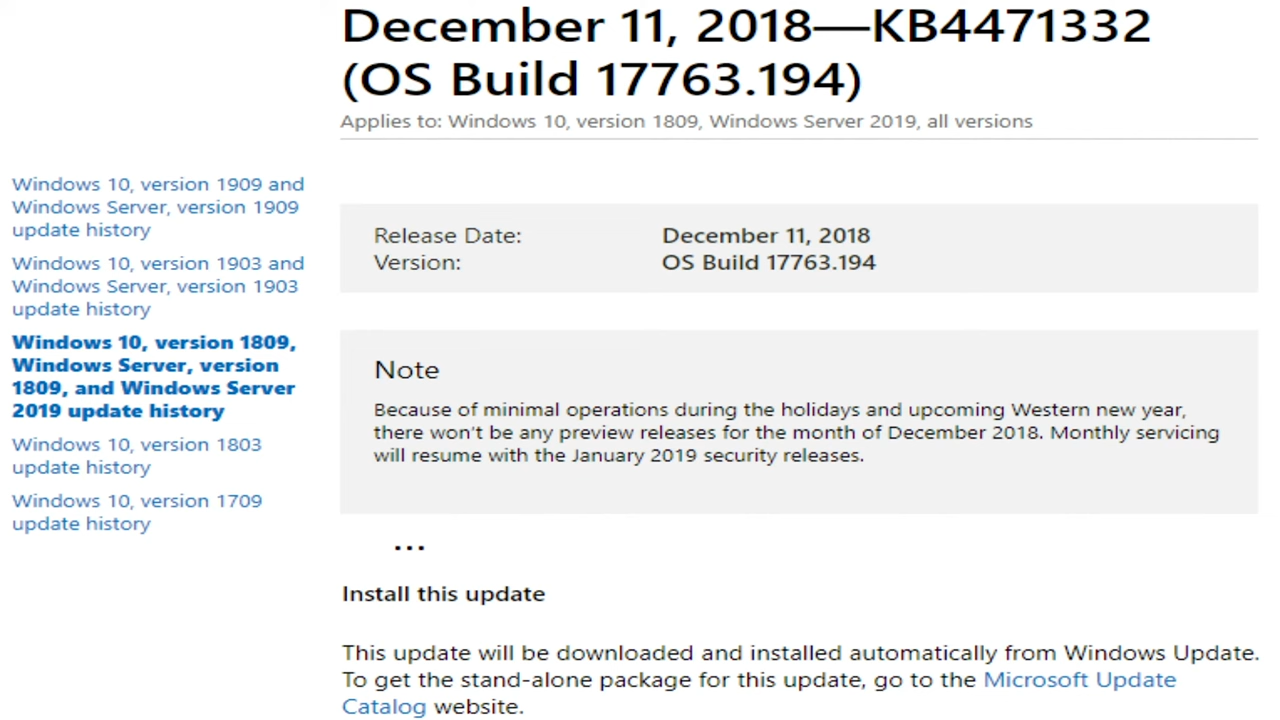 December 11, 2018—KB4471332
(OS Build 17763.194)
Applies to: Windows 10, version 1809, Windows Server 2019, all versions
Windows 10, version 1909 and
Windows Server, version 1909
update history
Windows 10, version 1903 and
Windows Server, version 1903
update history
Windows 10, version 1809,
Windows Server, version
1809, and Windows Server
2019 update history
Windows 10, version 1803
update history
Windows 10, version 1709
update history
Release Date: December 11, 2018
Version: OS Build 17763.194
Note
Because of minimal operations during the holidays and upcoming Western new year,
there won't be any preview releases for the month of December 2018. Monthly servicing
will resume with the January 2019 security releases.
...
Install this update
This update will be downloaded and installed automatically from Windows Update.
To get the stand-alone package for this update, go to the Microsoft Update
Catalog website.